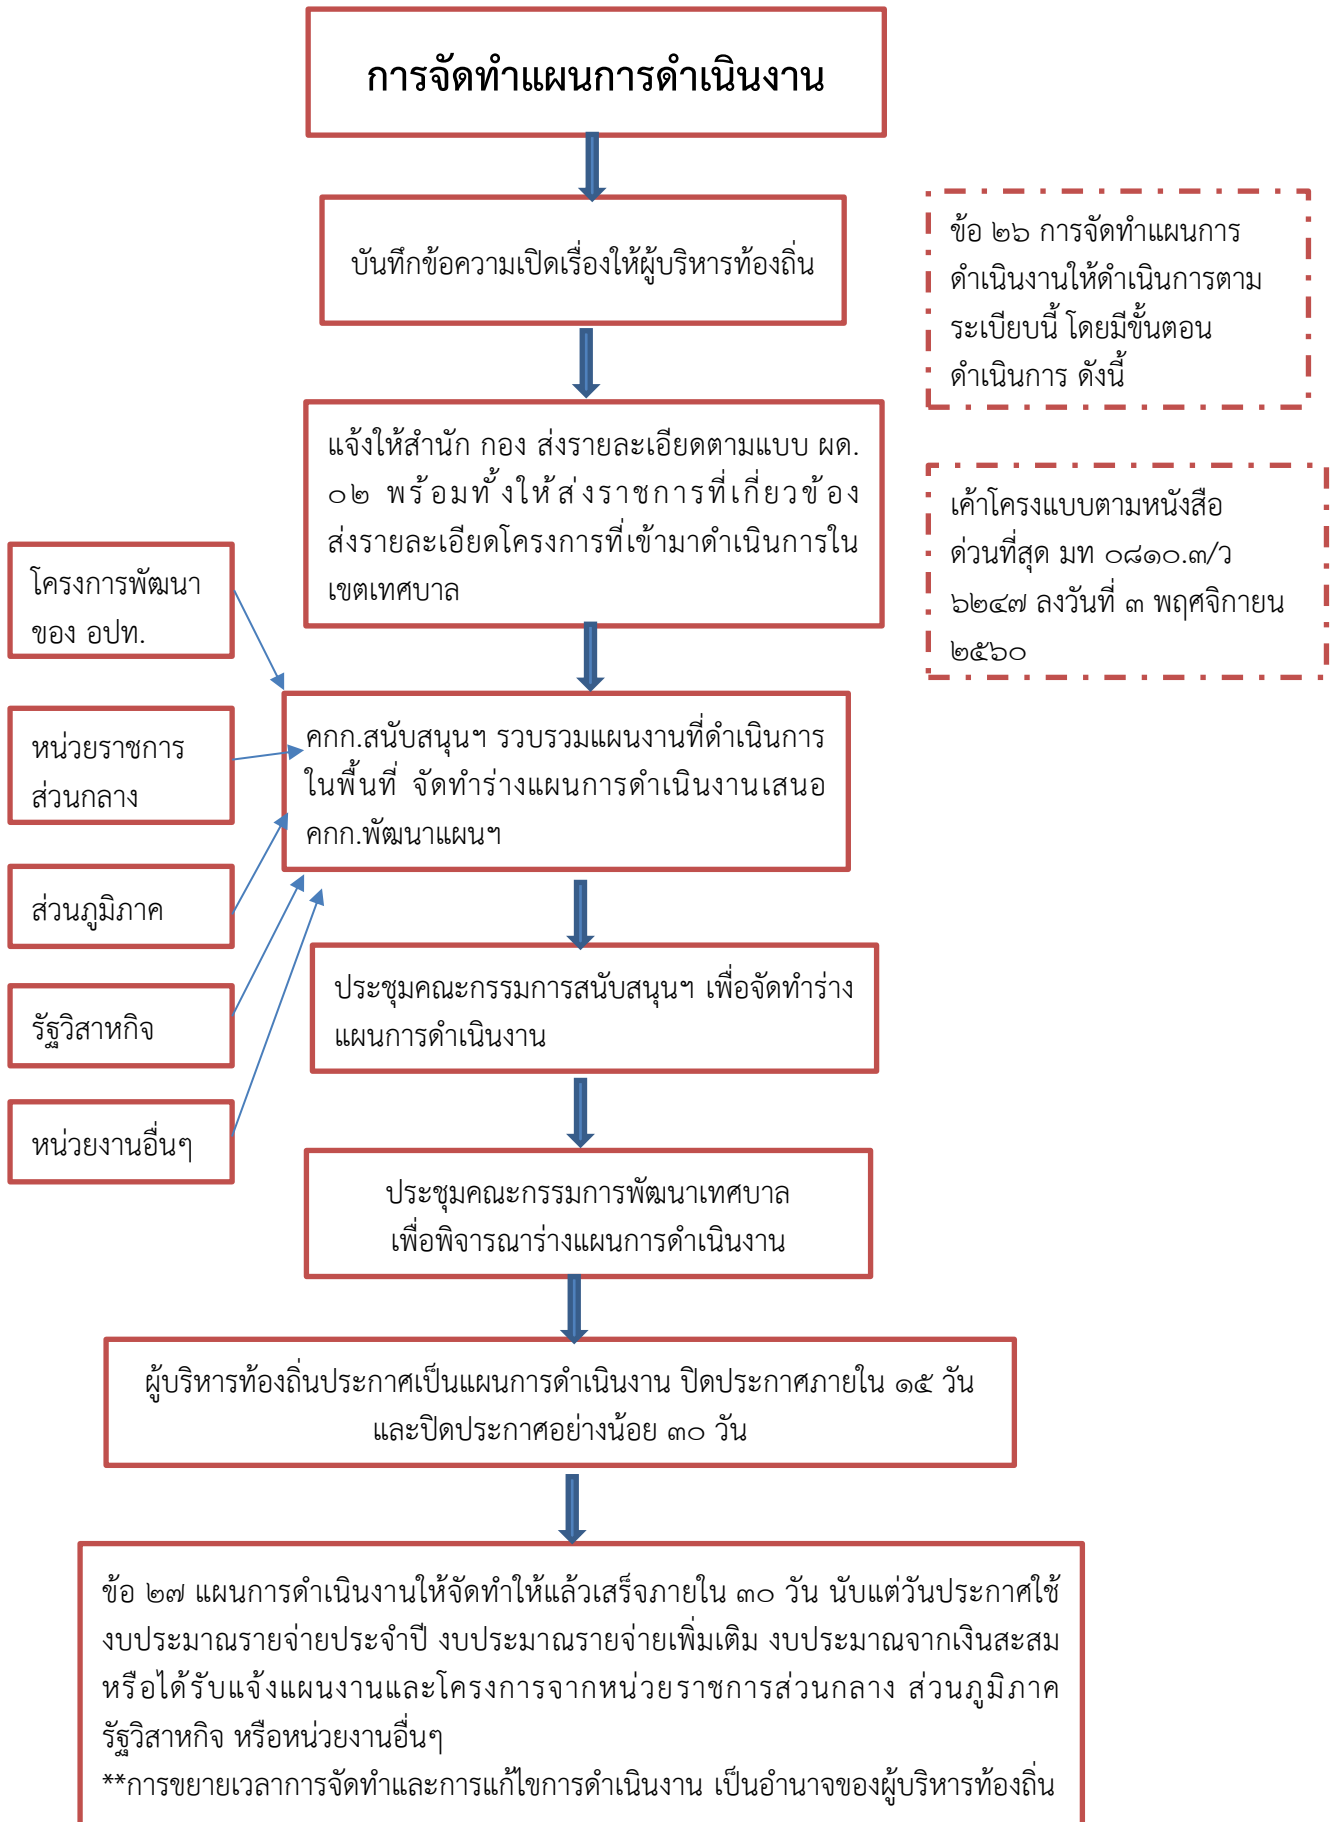 การจัดทำแผนการดำเนินงาน
บันทึกข้อความเปิดเรื่องให้ผู้บริหารท้องถิ่น
ข้อ ๒๖ การจัดทำแผนการ
ดำเนินงานให้ดำเนินการตาม
ระเบียบนี้ โดยมีขั้นตอน
ดำเนินการ ดังนี้
แจ้งให้สำนัก กอง ส่งรายละเอียดตามแบบ ผด.
๐๒ พร้อมทั้งให้ส่งราชการที่เกี่ยวข้อง
ส่งรายละเอียดโครงการที่เข้ามาดำเนินการใน
เขตเทศบาล
เค้าโครงแบบตามหนังสือ
ด่วนที่สุด มท ๐๘๑๐.๓/ว
๖๒๔๗ ลงวันที่ ๓ พฤศจิกายน
๒๕๖๐
โครงการพัฒนา
ของ อปท.
หน่วยราชการ
ส่วนกลาง
ส่วนภูมิภาค
รัฐวิสาหกิจ
หน่วยงานอื่นๆ
คกก.สนับสนุนฯ รวบรวมแผนงานที่ดำเนินการ
ในพื้นที่ จัดทำร่างแผนการดำเนินงานเสนอ
คกก.พัฒนาแผนฯ
ประชุมคณะกรรมการสนับสนุนฯ เพื่อจัดทำร่าง
แผนการดำเนินงาน
ประชุมคณะกรรมการพัฒนาเทศบาล
เพื่อพิจารณาร่างแผนการดำเนินงาน
ผู้บริหารท้องถิ่นประกาศเป็นแผนการดำเนินงาน ปิดประกาศภายใน ๑๕ วัน
และปิดประกาศอย่างน้อย ๓๐ วัน
ข้อ ๒๗ แผนการดำเนินงานให้จัดทำให้แล้วเสร็จภายใน ๓๐ วัน นับแต่วันประกาศใช้
งบประมาณรายจ่ายประจำปี งบประมาณรายจ่ายเพิ่มเติม งบประมาณจากเงินสะสม
หรือได้รับแจ้งแผนงานและโครงการจากหน่วยราชการส่วนกลาง ส่วนภูมิภาค
รัฐวิสาหกิจ หรือหน่วยงานอื่นๆ
**การขยายเวลาการจัดทำและการแก้ไขการดำเนินงาน เป็นอำนาจของผู้บริหารท้องถิ่น